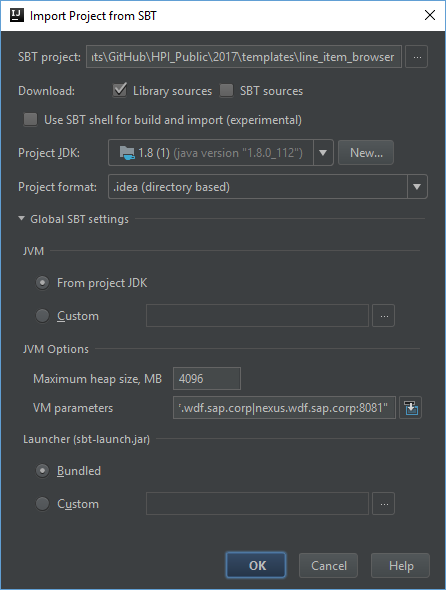 Import Project from SBT
SBT project: ıts\GitHub\HPI_Public\2017\templates\line_item_browser ...
Download: Library sources SBT sources
Use SBT shell for build and import (experimental)
Project JDK: 1.8 (1) (java version "1.8.0_112") New...
Project format: .idea (directory based)
Global SBT settings
JVM
From project JDK
Custom ...
JVM Options
Maximum heap size, MB 4096
VM parameters .wdf.sap.corp|nexus.wdf.sap.corp:8081"
Launcher (sbt-launch.jar)
Bundled
Custom ...
OK Cancel Help